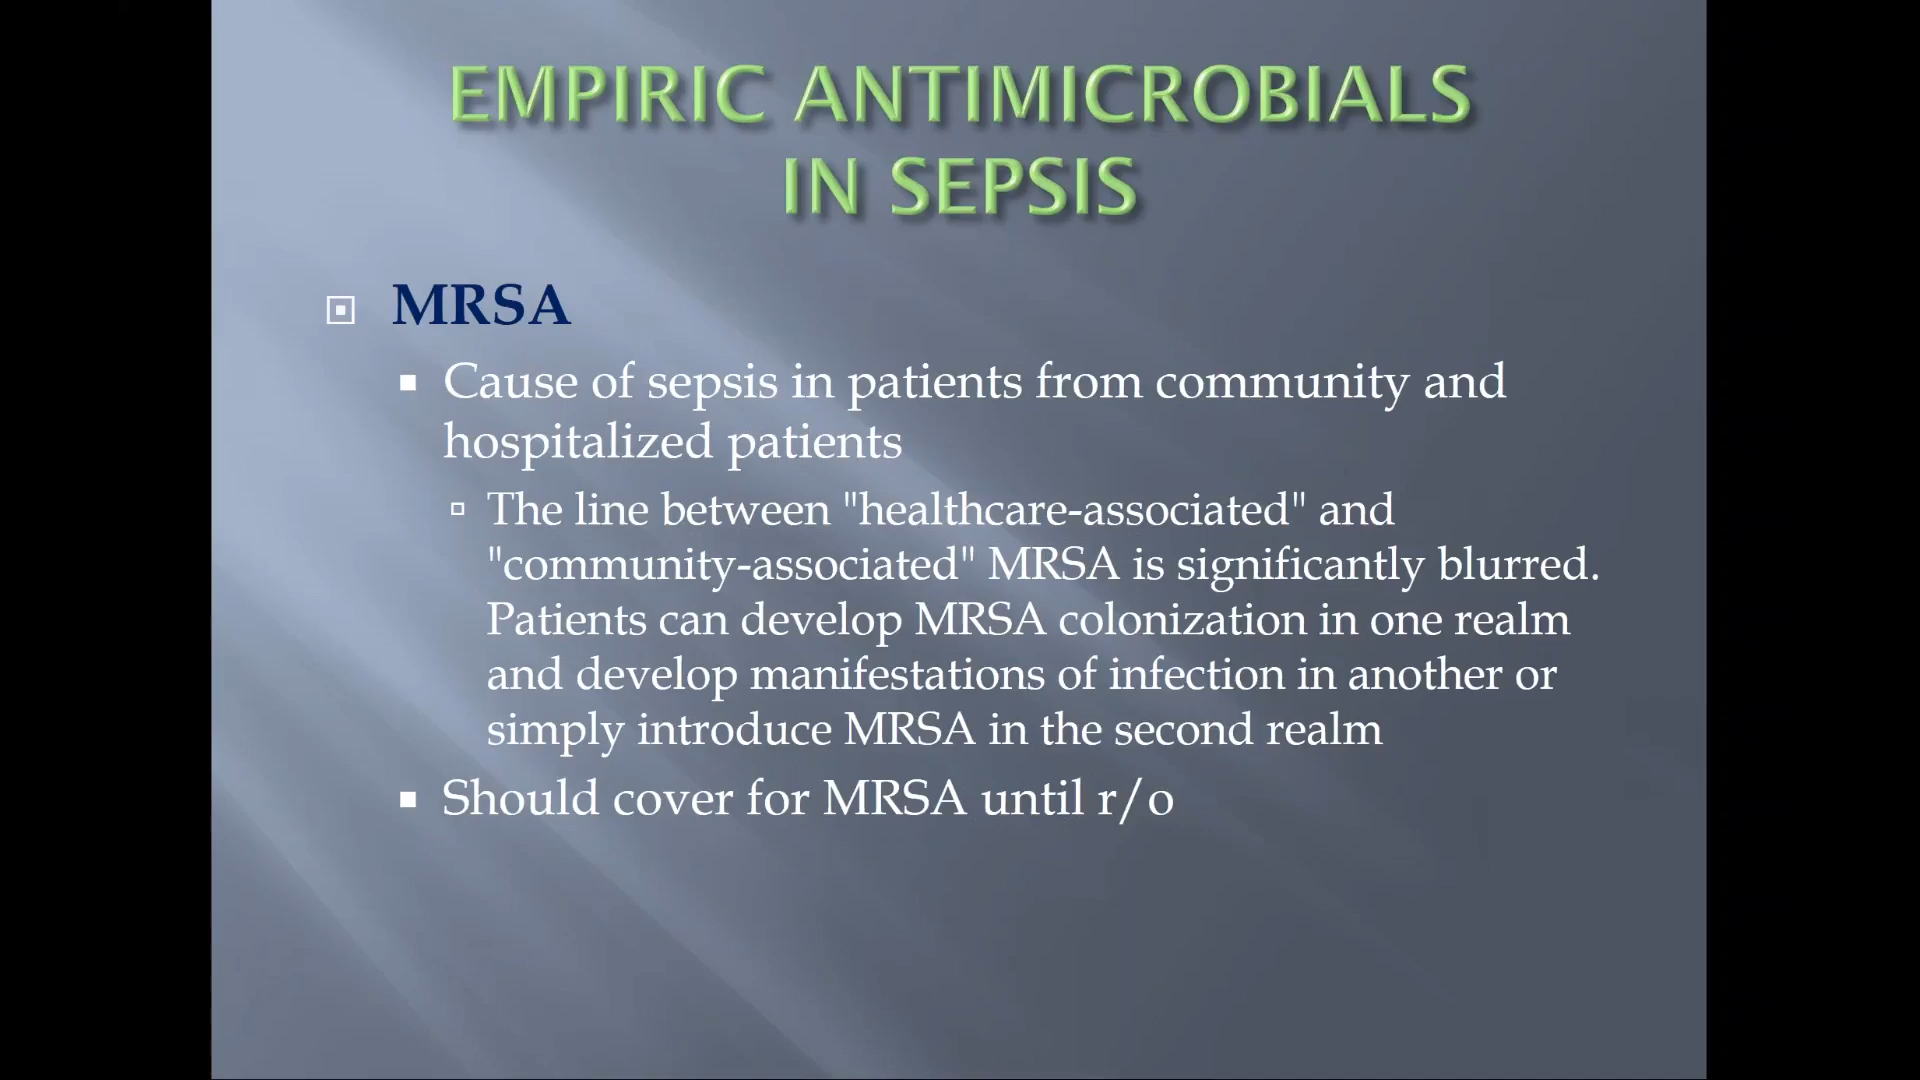 EMPIRIC ANTIMICROBIALS
IN SEPSIS
MRSA
Cause of sepsis in patients from community and
hospitalized patients
The line between "healthcare-associated" and
"community-associated" MRSA is significantly blurred.
Patients can develop MRSA colonization in one realm
and develop manifestations of infection in another or
simply introduce MRSA in the second realm
Should cover for MRSA until r/o